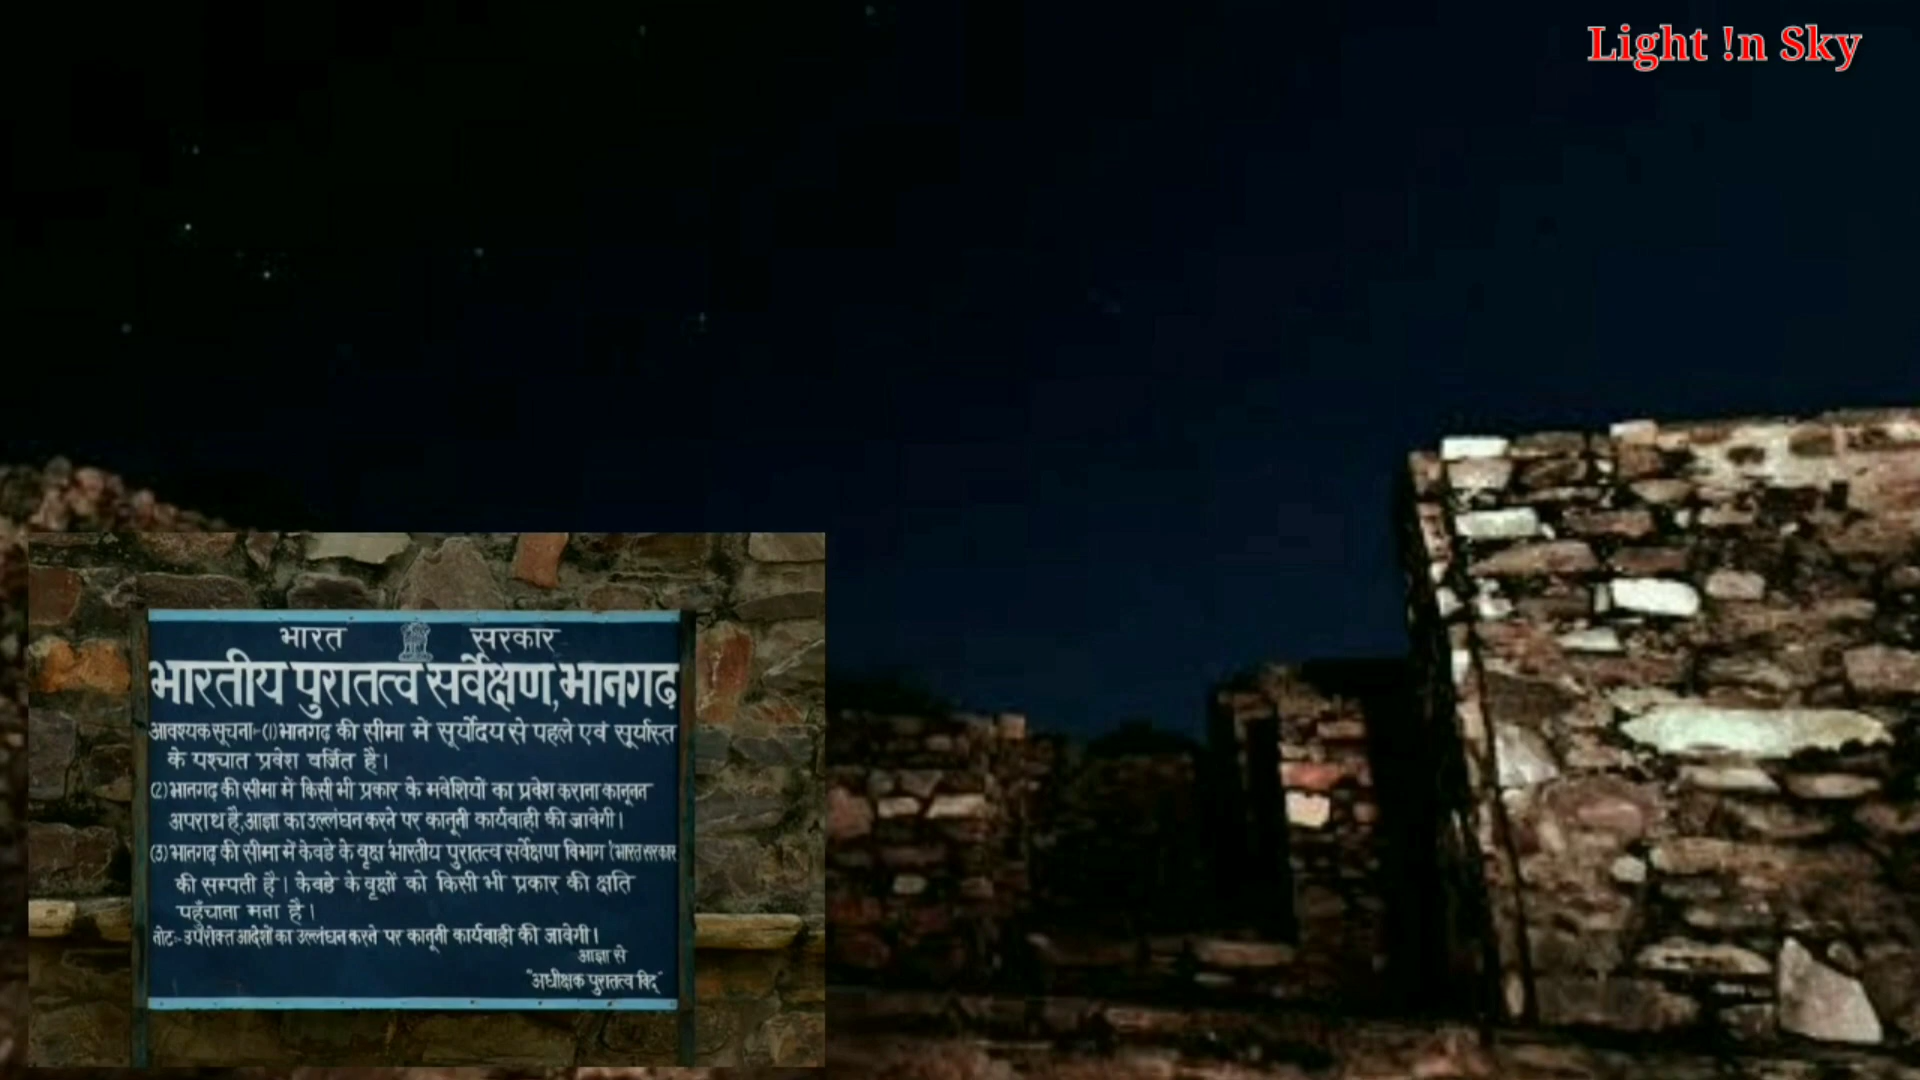 Light !n Sky
भारत सरकार
भारतीय पुरातत्व सर्वेक्षण, भानगढ़
आवश्यक सूचना:- (1) भानगढ़ की सीमा में सूर्योदय से पहले एवं सूर्यास्त
के पश्चात प्रवेश वर्जित है।
(2) भानगढ़ की सीमा में किसी भी प्रकार के मवेशियों का प्रवेश कराना कानूनन
अपराध है, आज्ञा का उल्लंघन करने पर कानूनी कार्यवाही की जावेगी।
(3) भानगढ़ की सीमा में केवडे के वृक्ष भारतीय पुरातत्व सर्वेक्षण विभाग 'भारत सरकार
की सम्पती है। केवडे के वृक्षों को किसी भी प्रकार की क्षति
पहुँचाना मना है।
नोट:- उपरोक्त आदेशों का उल्लंघन करने पर कानूनी कार्यवाही की जावेगी।
आज्ञा से
"अधीक्षक पुरातत्व विद्"